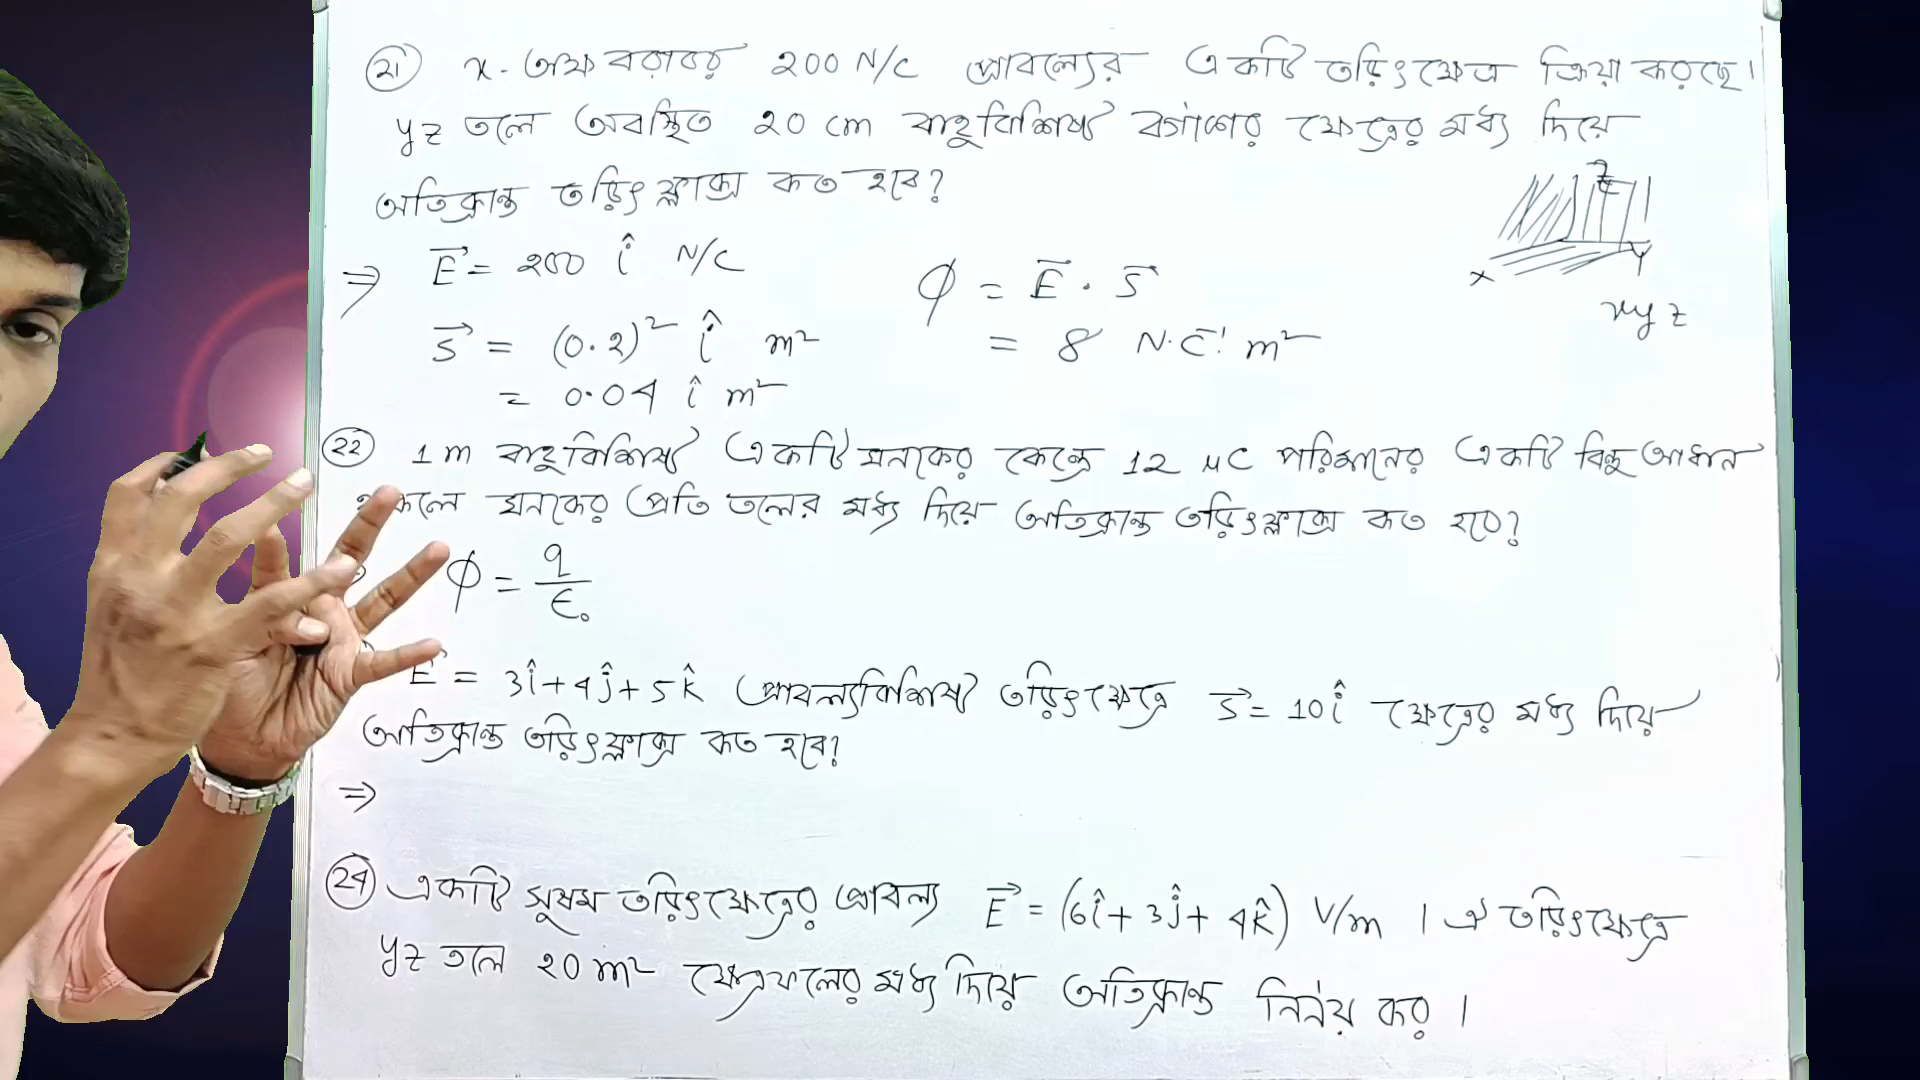 21 x-অক্ষ বরাবর 200 N/C প্রাবল্যের একটি তড়িৎক্ষেত্র ক্রিয়া করছে।
yz তলে অবস্থিত 20 cm বাহুবিশিষ্ট বর্গাকার ক্ষেত্রের মধ্য দিয়ে
অতিক্রান্ত তড়িৎ ফ্লাক্স কত হবে?
Z
Y
X
xyz
⇒ E⃗ = 200 î N/C
ϕ = E⃗ · S⃗
S⃗ = (0.2)² î m²
= 8 N.C⁻¹ m²
= 0.04 î m²
22 1m বাহুবিশিষ্ট একটি ঘনকের কেন্দ্রে 12 μC পরিমানের একটি বিন্দু আধান
কলে ঘনকের প্রতি তলের মধ্য দিয়ে অতিক্রান্ত তড়িৎফ্লাক্স কত হবে?
ϕ = q/ϵ₀
E⃗ = 3î + 4ĵ + 5k̂ প্রাবল্যবিশিষ্ট তড়িৎক্ষেত্রে S⃗ = 10î ক্ষেত্রের মধ্য দিয়ে
অতিক্রান্ত তড়িৎফ্লাক্স কত হবে?
⇒
24 একটি সুষম তড়িৎক্ষেত্রের প্রাবল্য E⃗ = (6î + 3ĵ + 4k̂) V/m । ঐ তড়িৎক্ষেত্রে
yz তলে 20 m² ক্ষেত্রফলের মধ্য দিয়ে অতিক্রান্ত নির্ণয় কর।